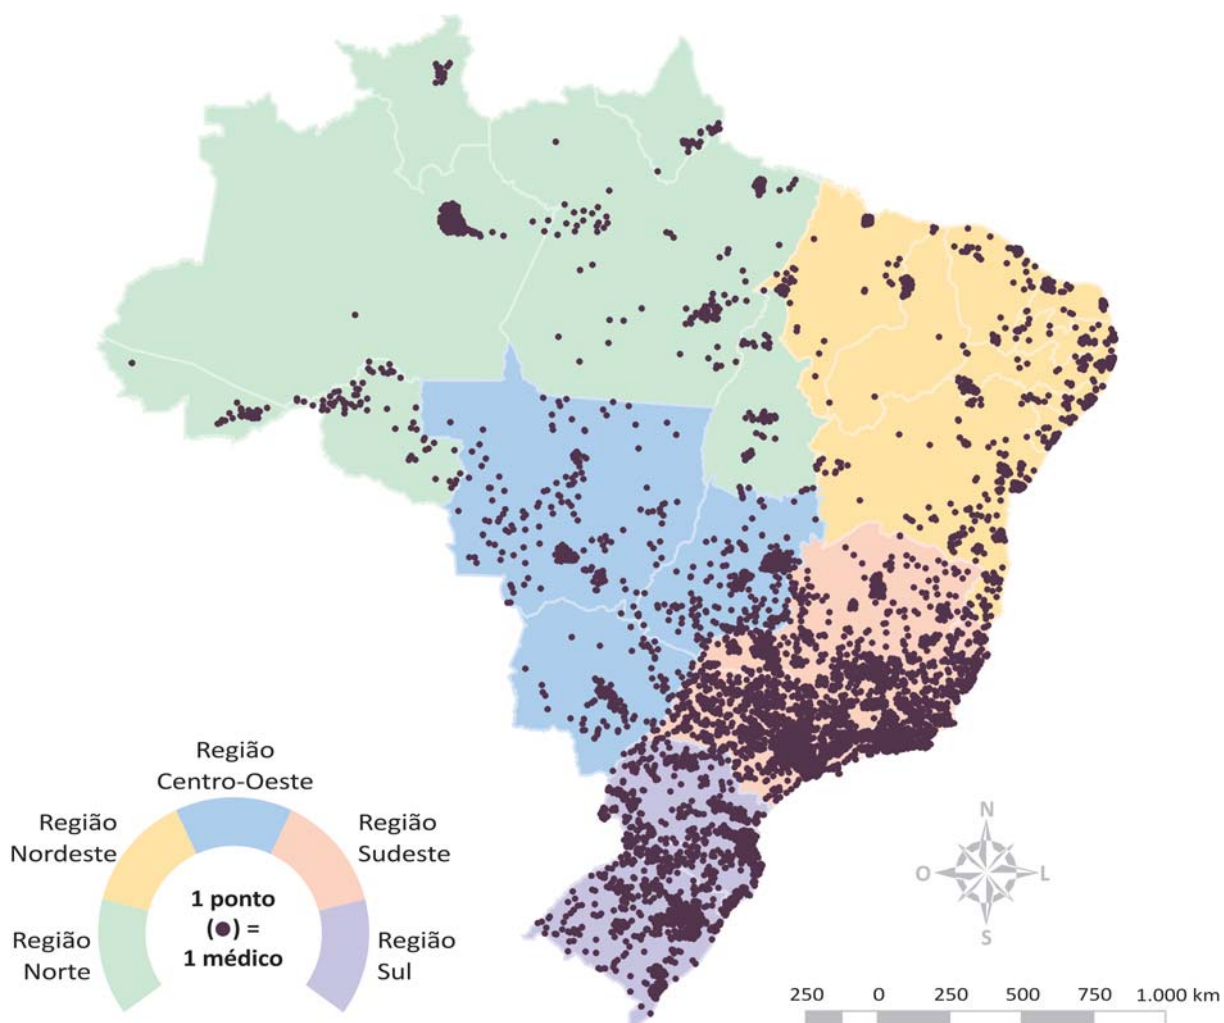 Região
Centro-Oeste
Região
Nordeste
Região
Sudeste
1 ponto
(●) =
1 médico
Região
Norte
Região
Sul
N
O
L
S
250
0
250
500
750
1.000 km